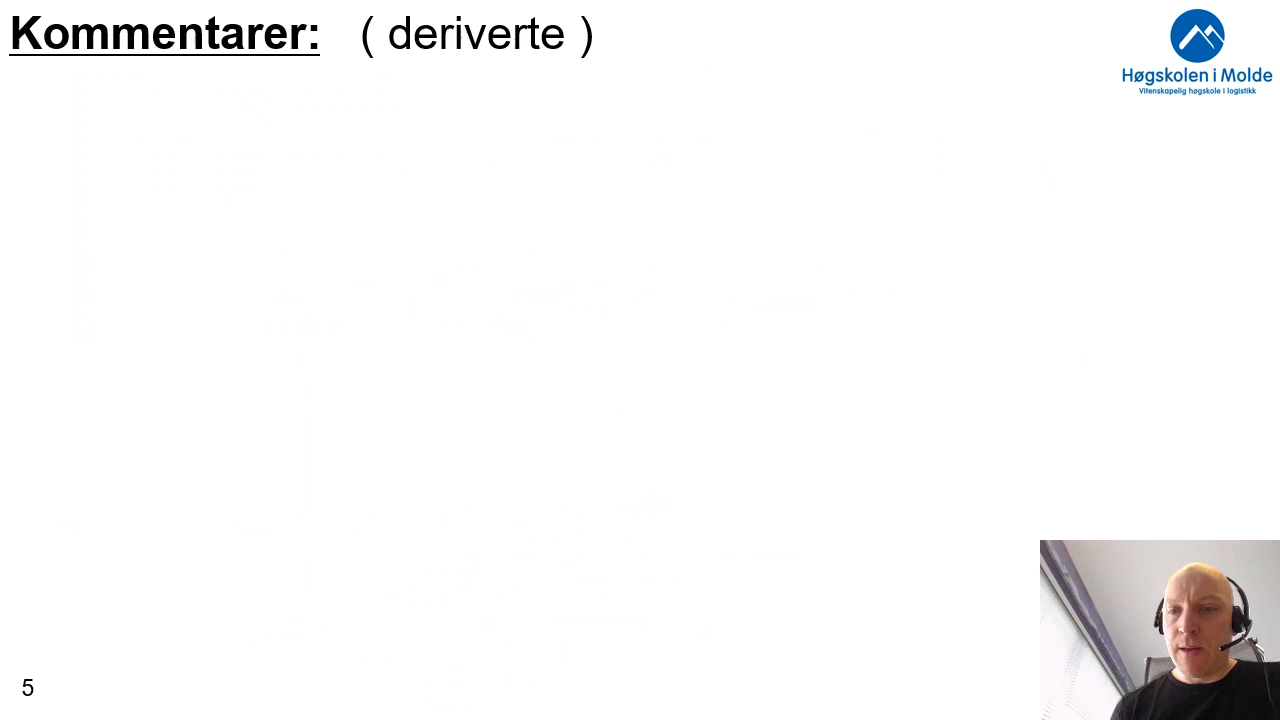 Kommentarer: ( deriverte )
Høgskolen i Molde
Vitenskapelig høgskole i logistikk
5